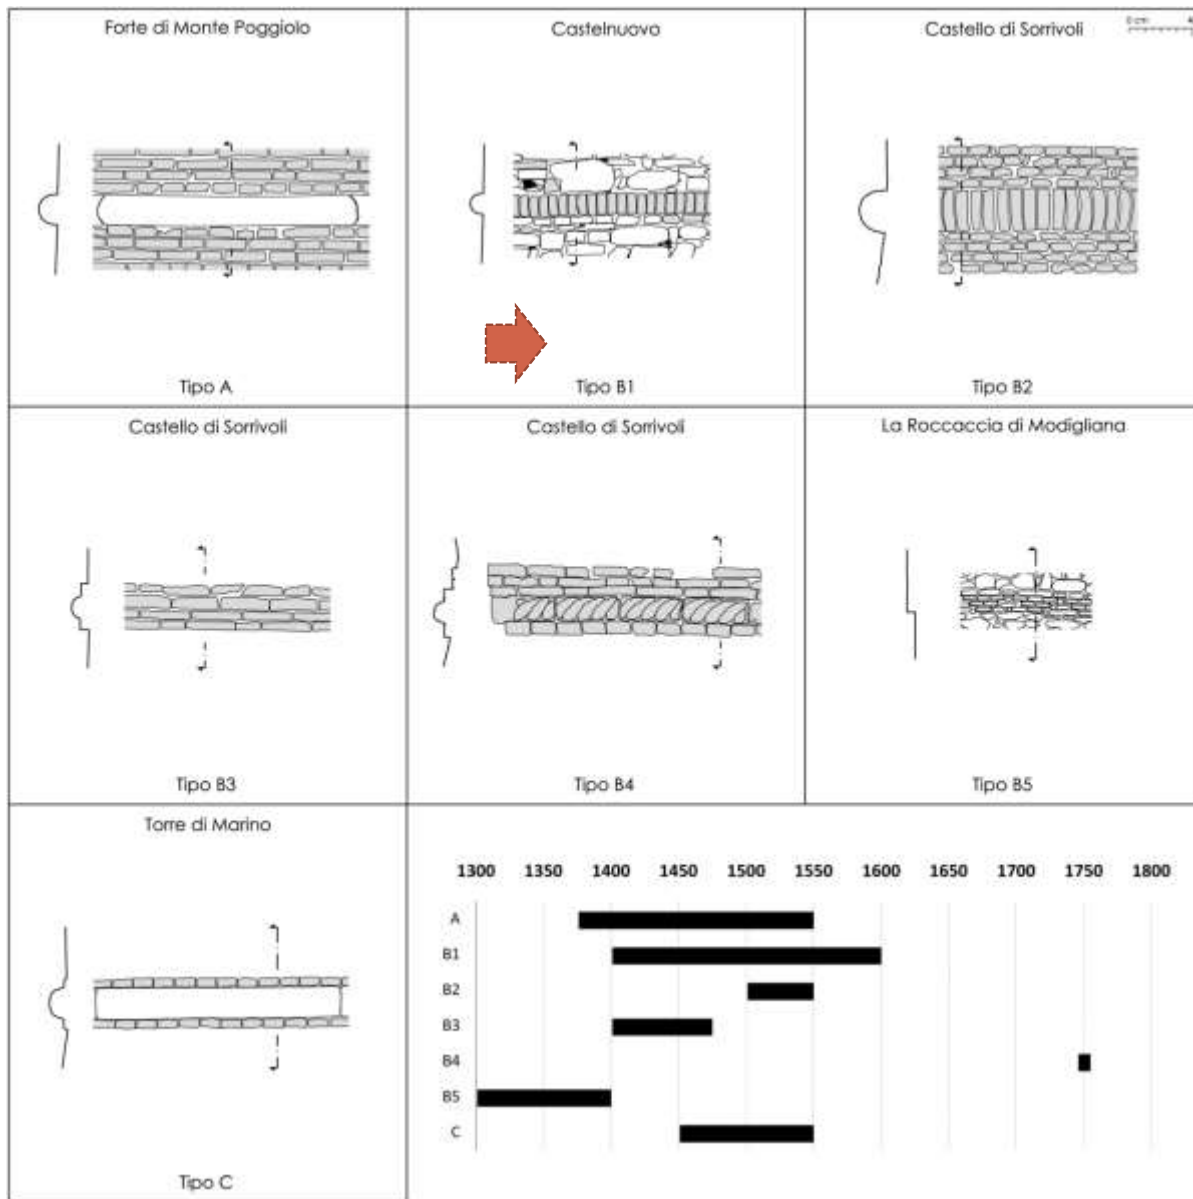 Forte di Monte Poggiolo
Tipo A
Castelnuovo
Tipo B1
Castello di Sorrivoli
0 cm
Tipo B2
Castello di Sorrivoli
Tipo B3
Castello di Sorrivoli
Tipo B4
La Roccaccia di Modigliana
Tipo B5
Torre di Marino
Tipo C
1300 1350 1400 1450 1500 1550 1600 1650 1700 1750 1800
A
B1
B2
B3
B4
B5
C